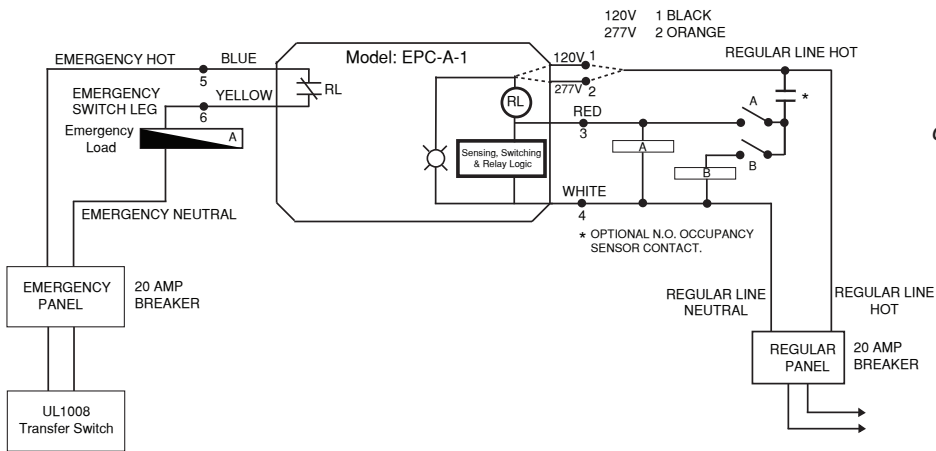 120V 1 BLACK
277V 2 ORANGE
EMERGENCY HOT
BLUE
Model: EPC-A-1
120V
1
REGULAR LINE HOT
5
RL
277V
2
EMERGENCY
SWITCH LEG
YELLOW
6
RL
RED
3
*
A
Emergency
Load
A
Sensing, Switching
& Relay Logic
A
B
B
WHITE
4
EMERGENCY NEUTRAL
* OPTIONAL N.O. OCCUPANCY
SENSOR CONTACT.
EMERGENCY
PANEL
20 AMP
BREAKER
REGULAR LINE
NEUTRAL
REGULAR LINE
HOT
REGULAR
PANEL
20 AMP
BREAKER
UL1008
Transfer Switch